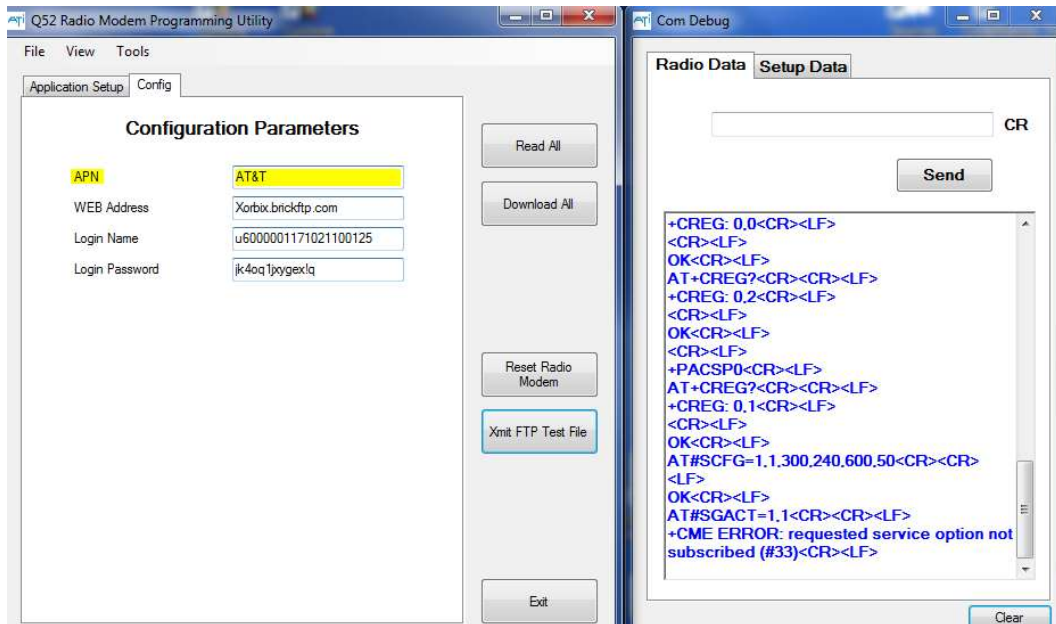 ATi Q52 Radio Modem Programming Utility
File View Tools
Application Setup Config
Configuration Parameters
APN AT&T
WEB Address Xorbix.brickftp.com
Login Name u6000001171021100125
Login Password jk4oq1jxygex!q
Read All
Download All
Reset Radio
Modem
Xmit FTP Test File
Exit
ATi Com Debug
Radio Data Setup Data
CR
Send
+CREG: 0,0<CR><LF>
<CR><LF>
OK<CR><LF>
AT+CREG?<CR><CR><LF>
+CREG: 0,2<CR><LF>
<CR><LF>
OK<CR><LF>
<CR><LF>
+PACSP0<CR><LF>
AT+CREG?<CR><CR><LF>
+CREG: 0,1<CR><LF>
<CR><LF>
OK<CR><LF>
AT#SCFG=1,1,300,240,600,50<CR><CR>
<LF>
OK<CR><LF>
AT#SGACT=1,1<CR><CR><LF>
+CME ERROR: requested service option not
subscribed (#33)<CR><LF>
Clear